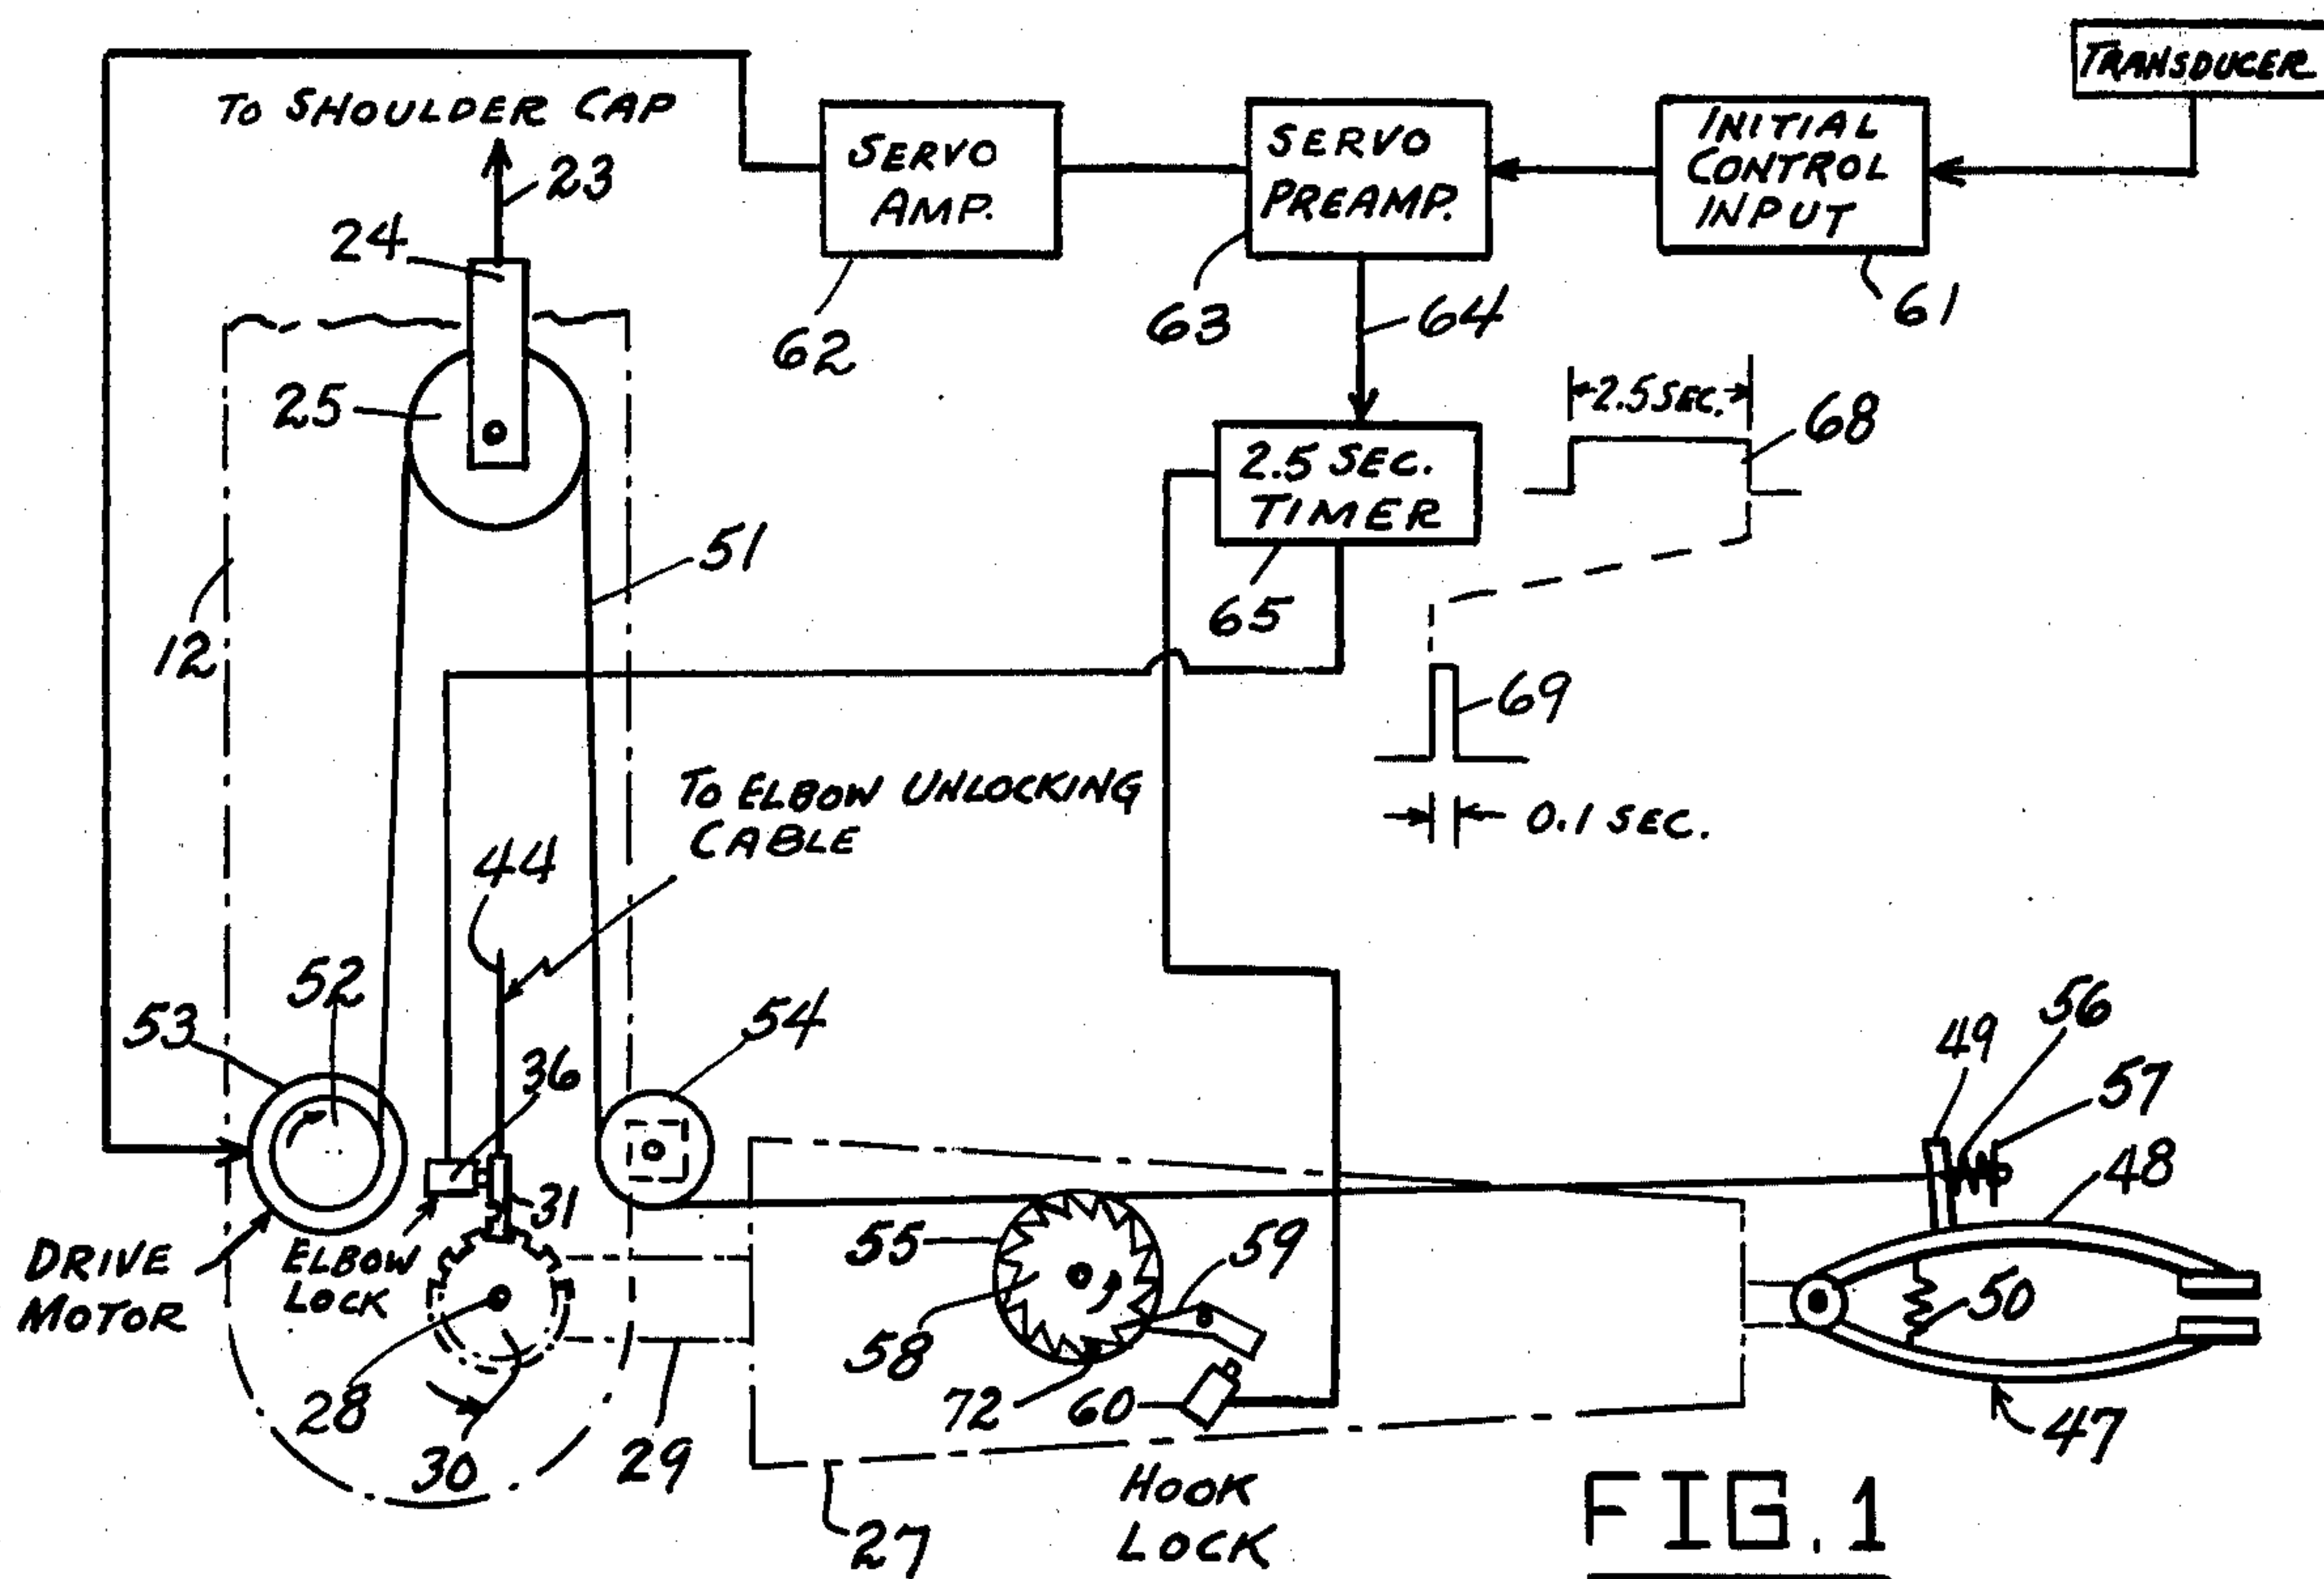 TRANSDUCER
TO SHOULDER CAP
SERVO
AMP.
SERVO
PREAMP.
INITIAL
CONTROL
INPUT
23
24
61
64
63
62
25
2.5 SEC.
68
2.5 SEC.
TIMER
51
65
12
69
TO ELBOW UNLOCKING
CABLE
0.1 SEC.
44
52
53
54
56
49
57
36
48
31
55
59
DRIVE
MOTOR
ELBOW
LOCK
50
58
28
72
60
47
30
29
27
HOOK
LOCK
FIG. 1